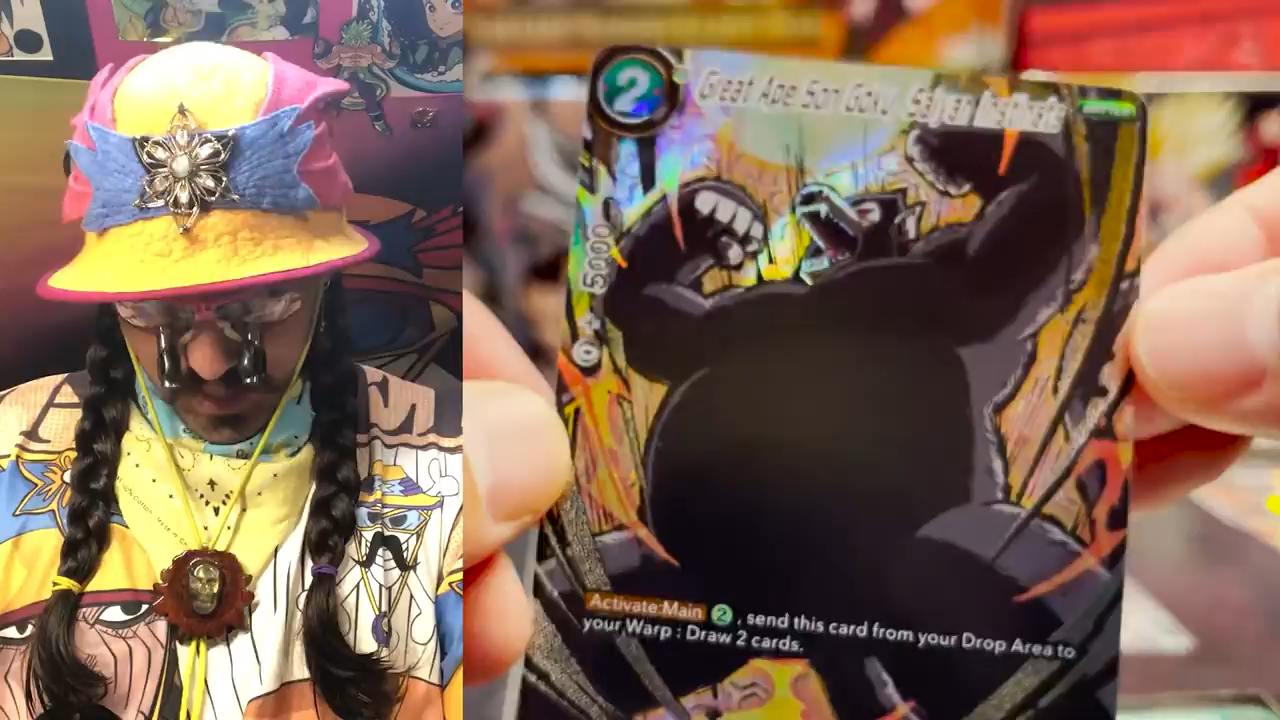 2
Great Ape Son Goku, Saiyan Instincts
5000
Activate:Main 2, send this card from your Drop Area to
your Warp : Draw 2 cards.